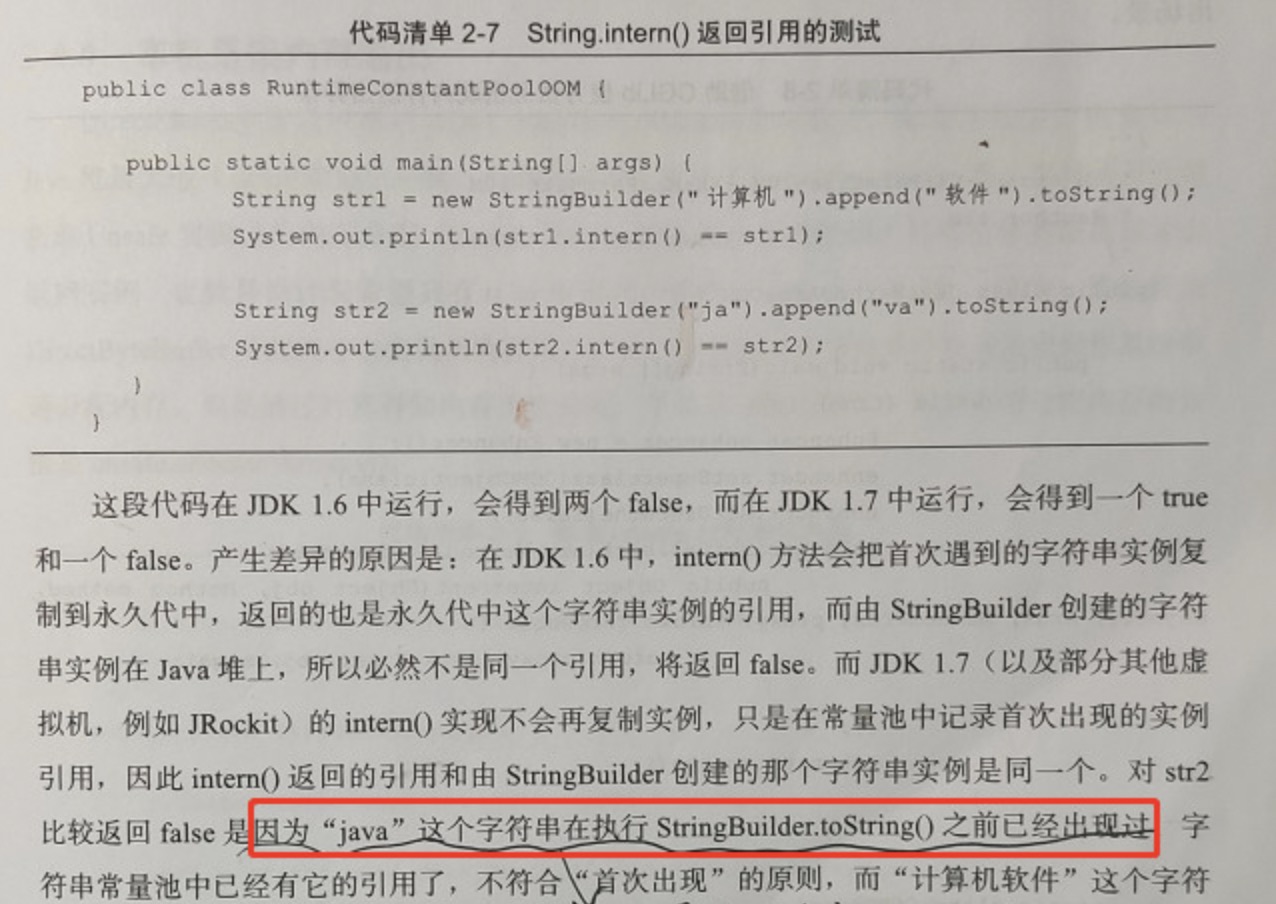 代码清单 2-7 String.intern() 返回引用的测试
public class RuntimeConstantPoolOOM {
public static void main(String[] args) {
String str1 = new StringBuilder("计算机").append("软件").toString();
System.out.println(str1.intern() == str1);
String str2 = new StringBuilder("ja").append("va").toString();
System.out.println(str2.intern() == str2);
}
}
这段代码在 JDK 1.6 中运行，会得到两个 false，而在 JDK 1.7 中运行，会得到一个 true
和一个 false。产生差异的原因是：在 JDK 1.6 中，intern() 方法会把首次遇到的字符串实例复
制到永久代中，返回的也是永久代中这个字符串实例的引用，而由 StringBuilder 创建的字符
串实例在 Java 堆上，所以必然不是同一个引用，将返回 false。而 JDK 1.7（以及部分其他虚
拟机，例如 JRockit）的 intern() 实现不会再复制实例，只是在常量池中记录首次出现的实例
引用，因此 intern() 返回的引用和由 StringBuilder 创建的那个字符串实例是同一个。对 str2
比较返回 false 是因为“java”这个字符串在执行 StringBuilder.toString() 之前已经出现过 字
符串常量池中已经有它的引用了，不符合“首次出现”的原则，而“计算机软件”这个字符